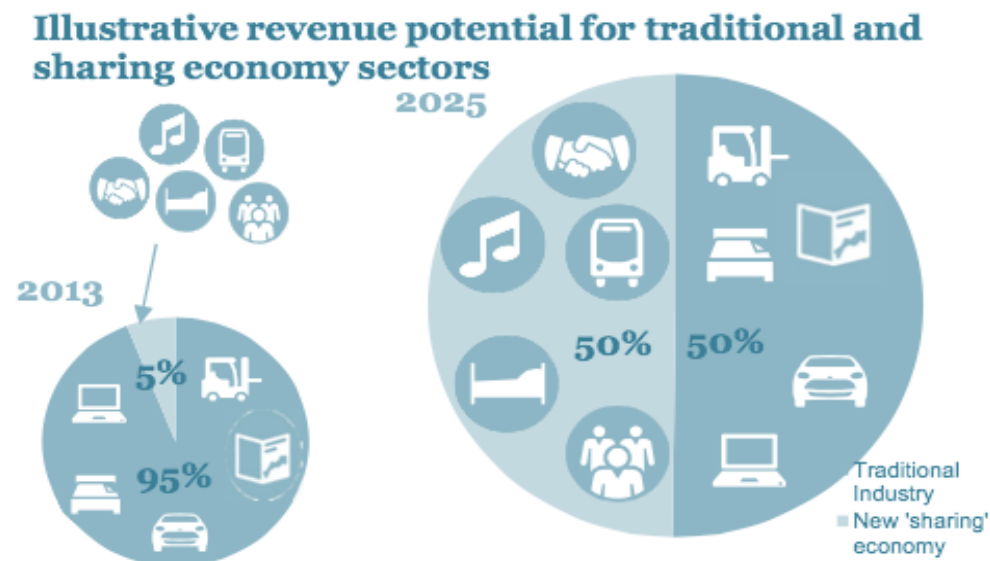 Illustrative revenue potential for traditional and
sharing economy sectors
2025
2013
5%
95%
50%
50%
Traditional
Industry
New 'sharing'
economy